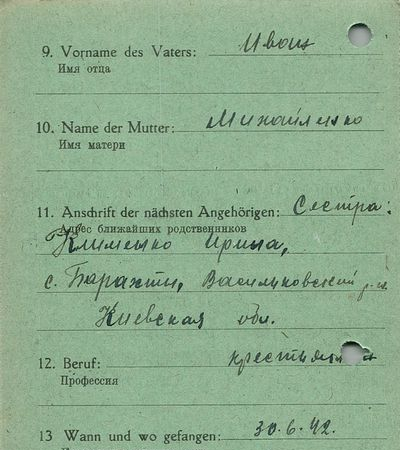 9. Vorname des Vaters: Иван
Имя отца
10. Name der Mutter: Михайленко
Имя матери
11. Anschrift der nächsten Angehörigen: Сестра:
Адрес ближайших родственников
Клименко Ирина,
с. Барахти, Васильковский р-н
Киевская обл.
12. Beruf:
Профессия
13 Wann und wo gefangen: 30.6.42.